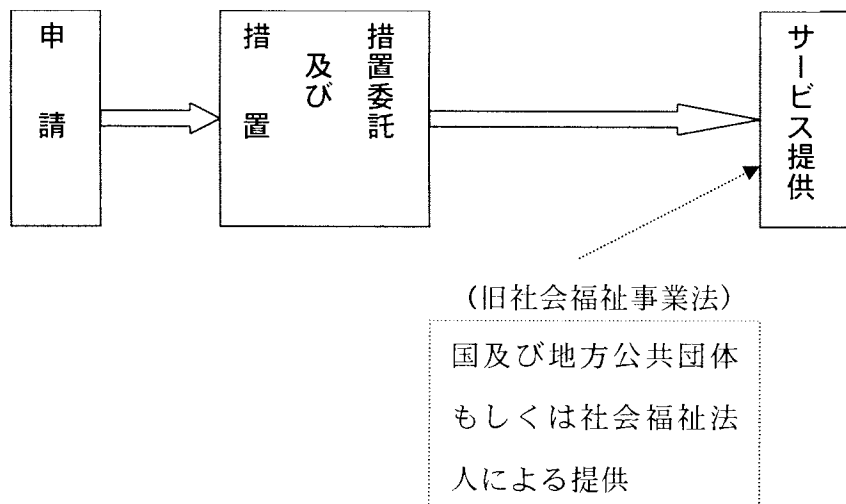 申請
措置委託
及び
措置
サービス提供
(旧社会福祉事業法)
国及び地方公共団体
もしくは社会福祉法
人による提供